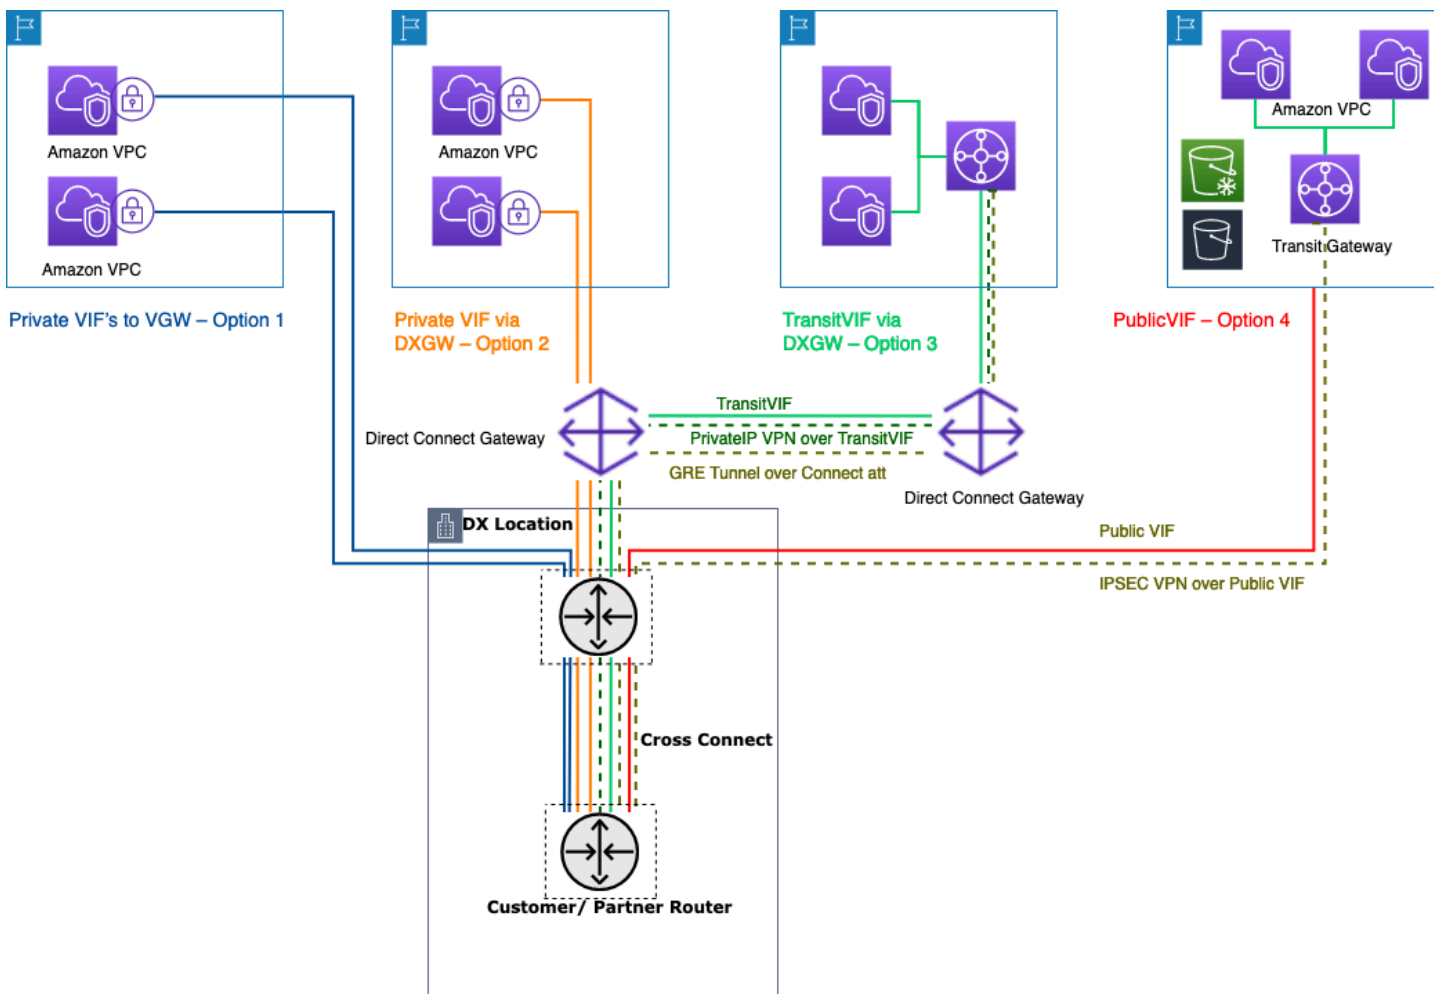 Amazon VPC
Amazon VPC
Private VIF's to VGW – Option 1
Amazon VPC
Private VIF via
DXGW – Option 2
TransitVIF via
DXGW – Option 3
Amazon VPC
Transit Gateway
PublicVIF – Option 4
Direct Connect Gateway
TransitVIF
PrivateIP VPN over TransitVIF
GRE Tunnel over Connect att
Direct Connect Gateway
DX Location
Public VIF
IPSEC VPN over Public VIF
Cross Connect
Customer/ Partner Router